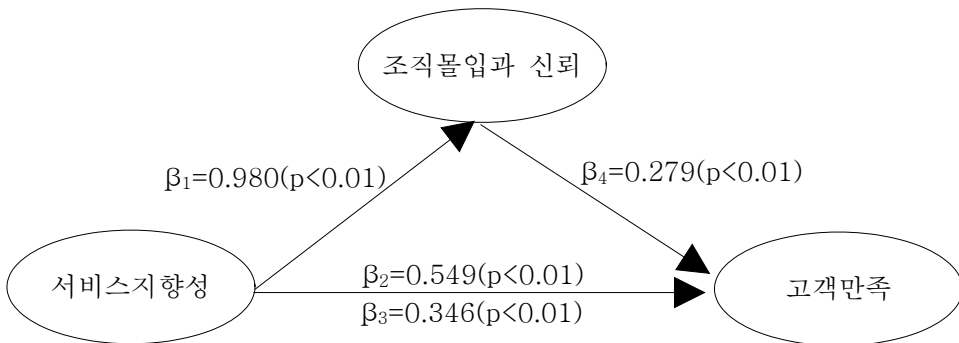 조직몰입과 신뢰
β₁=0.980(p<0.01)
β₄=0.279(p<0.01)
서비스지향성
β₂=0.549(p<0.01)
β₃=0.346(p<0.01)
고객만족